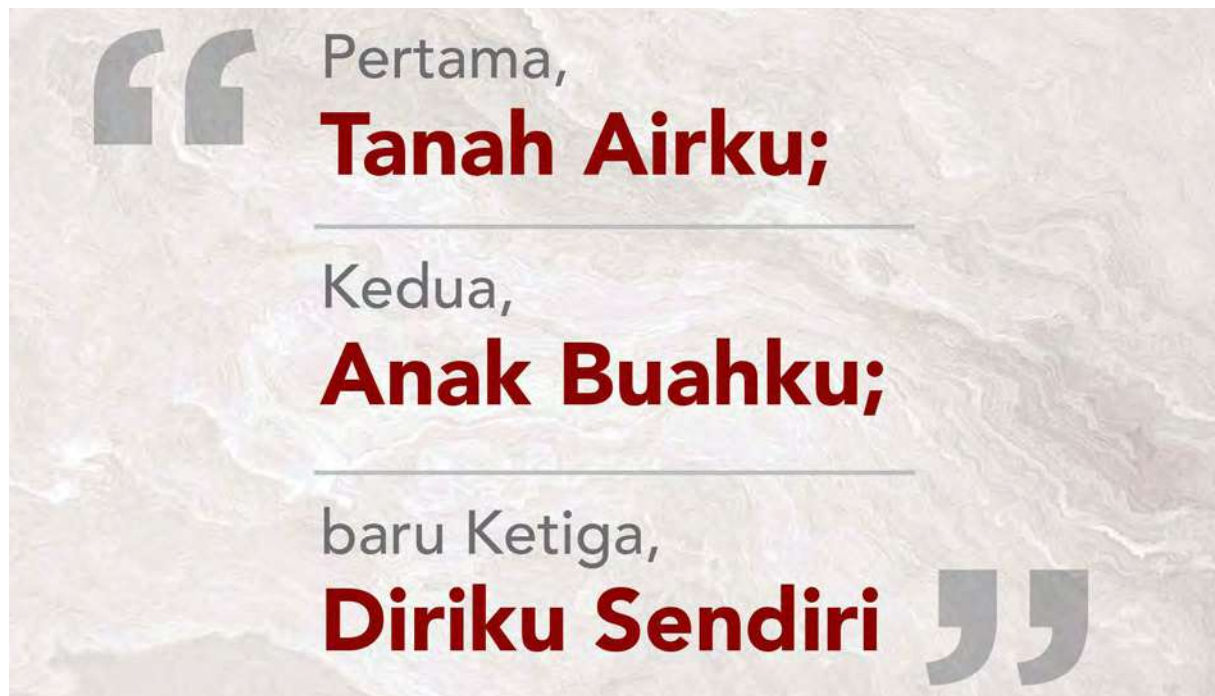 “
Pertama,
Tanah Airku;
Kedua,
Anak Buahku;
baru Ketiga,
Diriku Sendiri
”